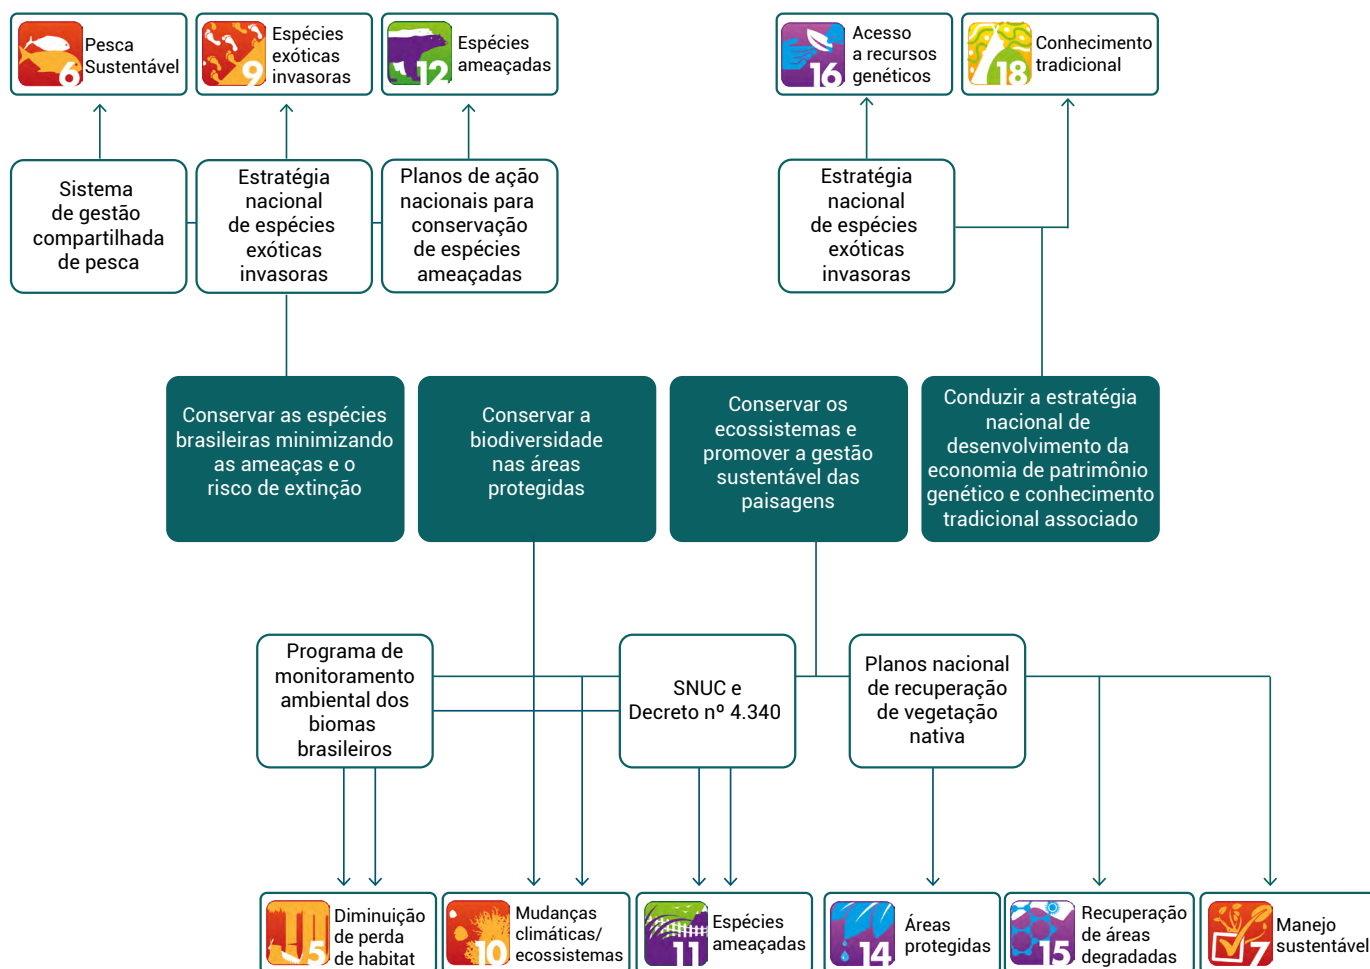 6
Pesca
Sustentável
9
Espécies
exóticas
invasoras
12
Espécies
ameaçadas
16
Acesso
a recursos
genéticos
18
Conhecimento
tradicional
Sistema
de gestão
compartilhada
de pesca
Estratégia
nacional
de espécies
exóticas
invasoras
Planos de ação
nacionais para
conservação
de espécies
ameaçadas
Estratégia
nacional
de espécies
exóticas
invasoras
Conservar as espécies
brasileiras minimizando
as ameaças e o
risco de extinção
Conservar a
biodiversidade
nas áreas
protegidas
Conservar os
ecossistemas e
promover a gestão
sustentável das
paisagens
Conduzir a estratégia
nacional de
desenvolvimento da
economia de patrimônio
genético e conhecimento
tradicional associado
Programa de
monitoramento
ambiental dos
biomas
brasileiros
SNUC e
Decreto nº 4.340
Planos nacional
de recuperação
de vegetação
nativa
5
Diminuição
de perda
de habitat
10
Mudanças
climáticas/
ecossistemas
11
Espécies
ameaçadas
14
Áreas
protegidas
15
Recuperação
de áreas
degradadas
7
Manejo
sustentável